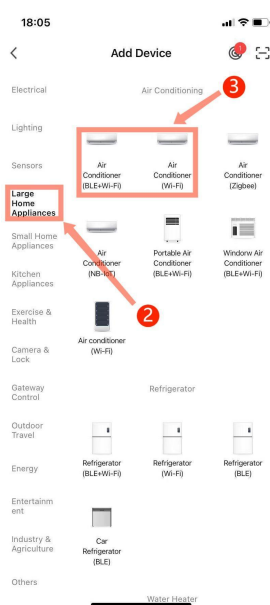 18:05
Add Device
1
Electrical
Air Conditioning
3
Lighting
Sensors
Air
Conditioner
(BLE+Wi-Fi)
Air
Conditioner
(Wi-Fi)
Air
Conditioner
(Zigbee)
Large
Home
Appliances
Small Home
Appliances
Air
Conditioner
(NB-IoT)
Portable Air
Conditioner
(BLE+Wi-Fi)
Windorw Air
Conditioner
(BLE+Wi-Fi)
Kitchen
Appliances
Exercise &
Health
2
Air conditioner
(Wi-Fi)
Camera &
Lock
Gateway
Control
Refrigerator
Outdoor
Travel
Energy
Refrigerator
(BLE+Wi-Fi)
Refrigerator
(Wi-Fi)
Refrigerator
(BLE)
Entertainm
ent
Industry &
Agriculture
Car
Refrigerator
(BLE)
Others
Water Heater